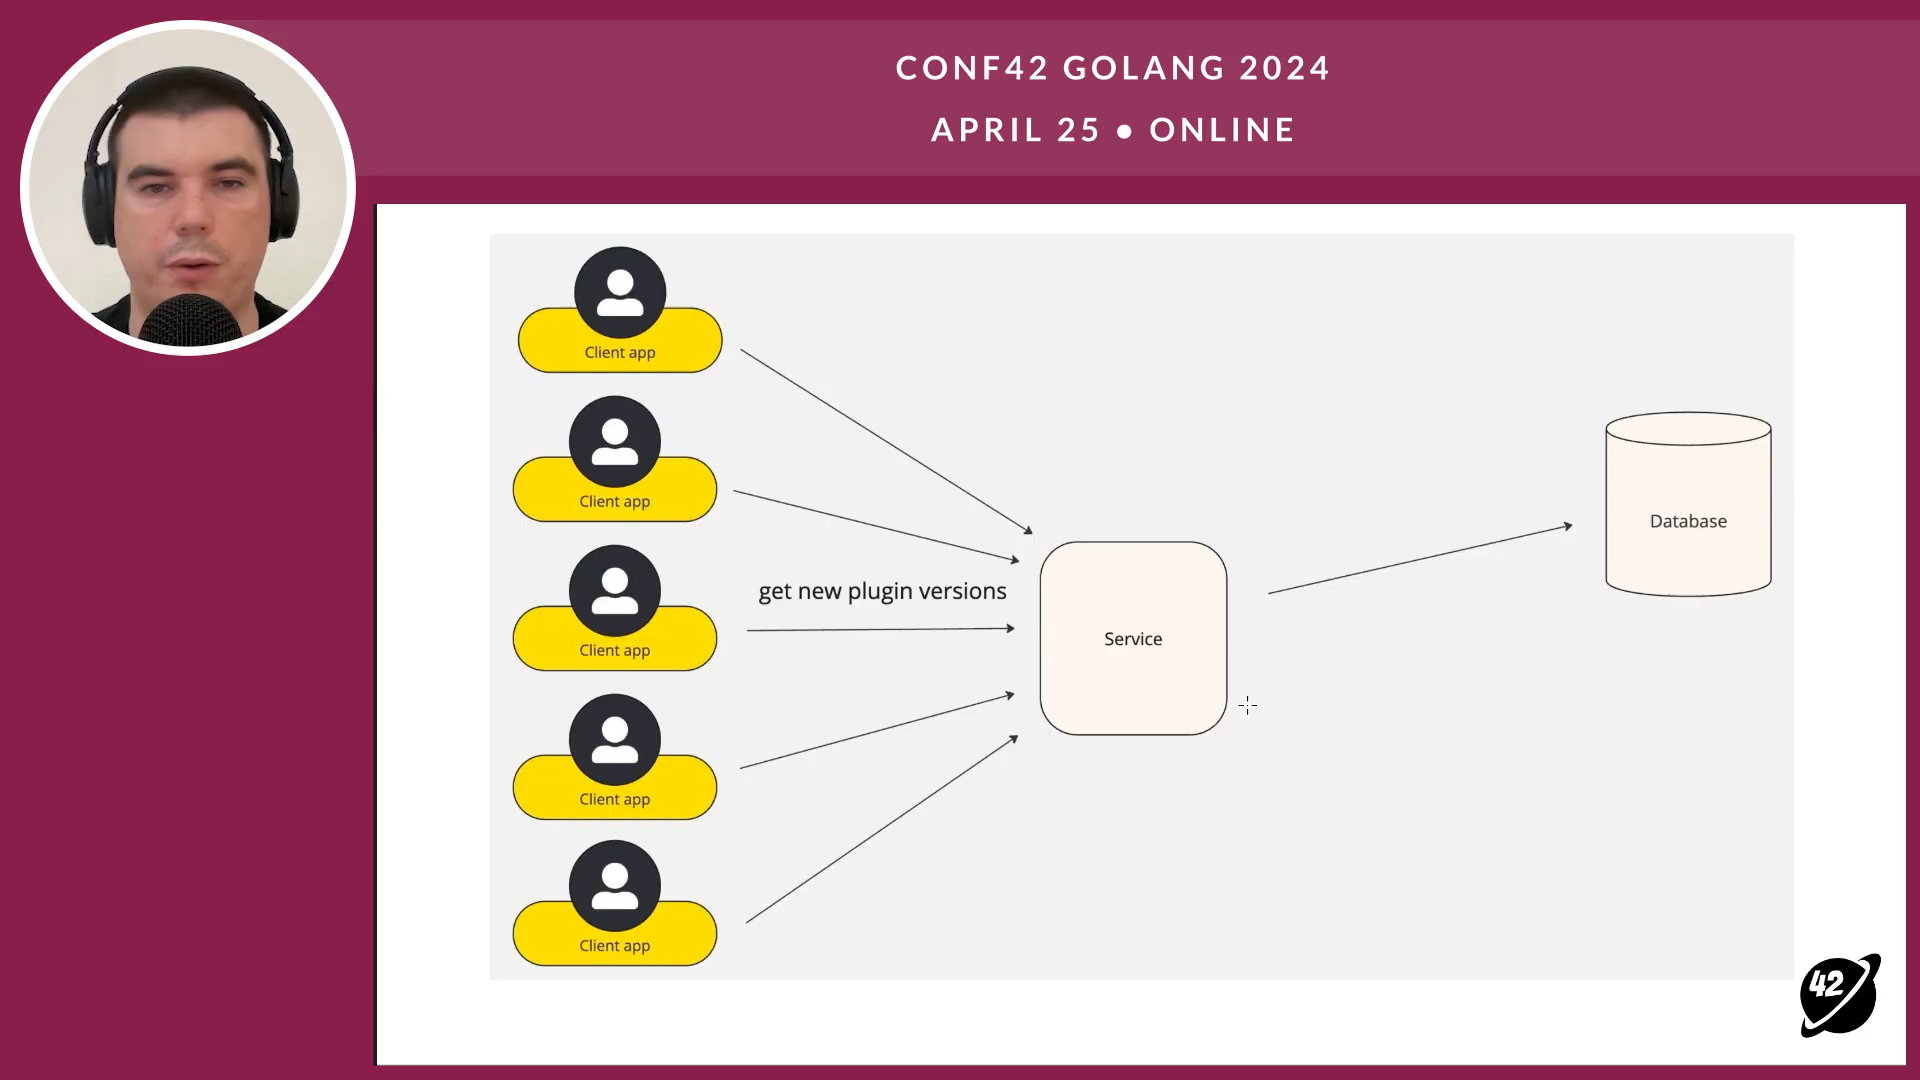 CONF42 GOLANG 2024
APRIL 25 • ONLINE
Client app
Client app
get new plugin versions
Client app
Client app
Client app
Service
Database
42